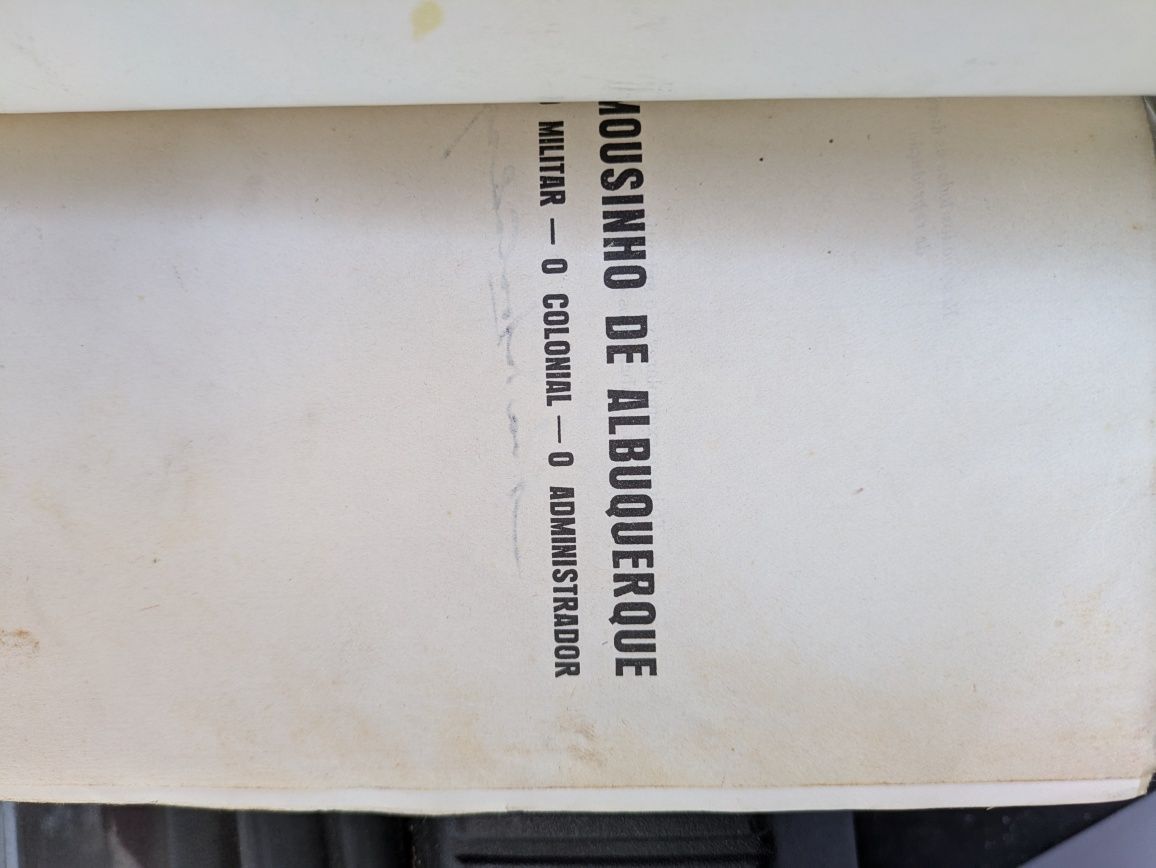 MOUSINHO DE ALBUQUERQUE
MILITAR — O COLONIAL — O ADMINISTRADOR